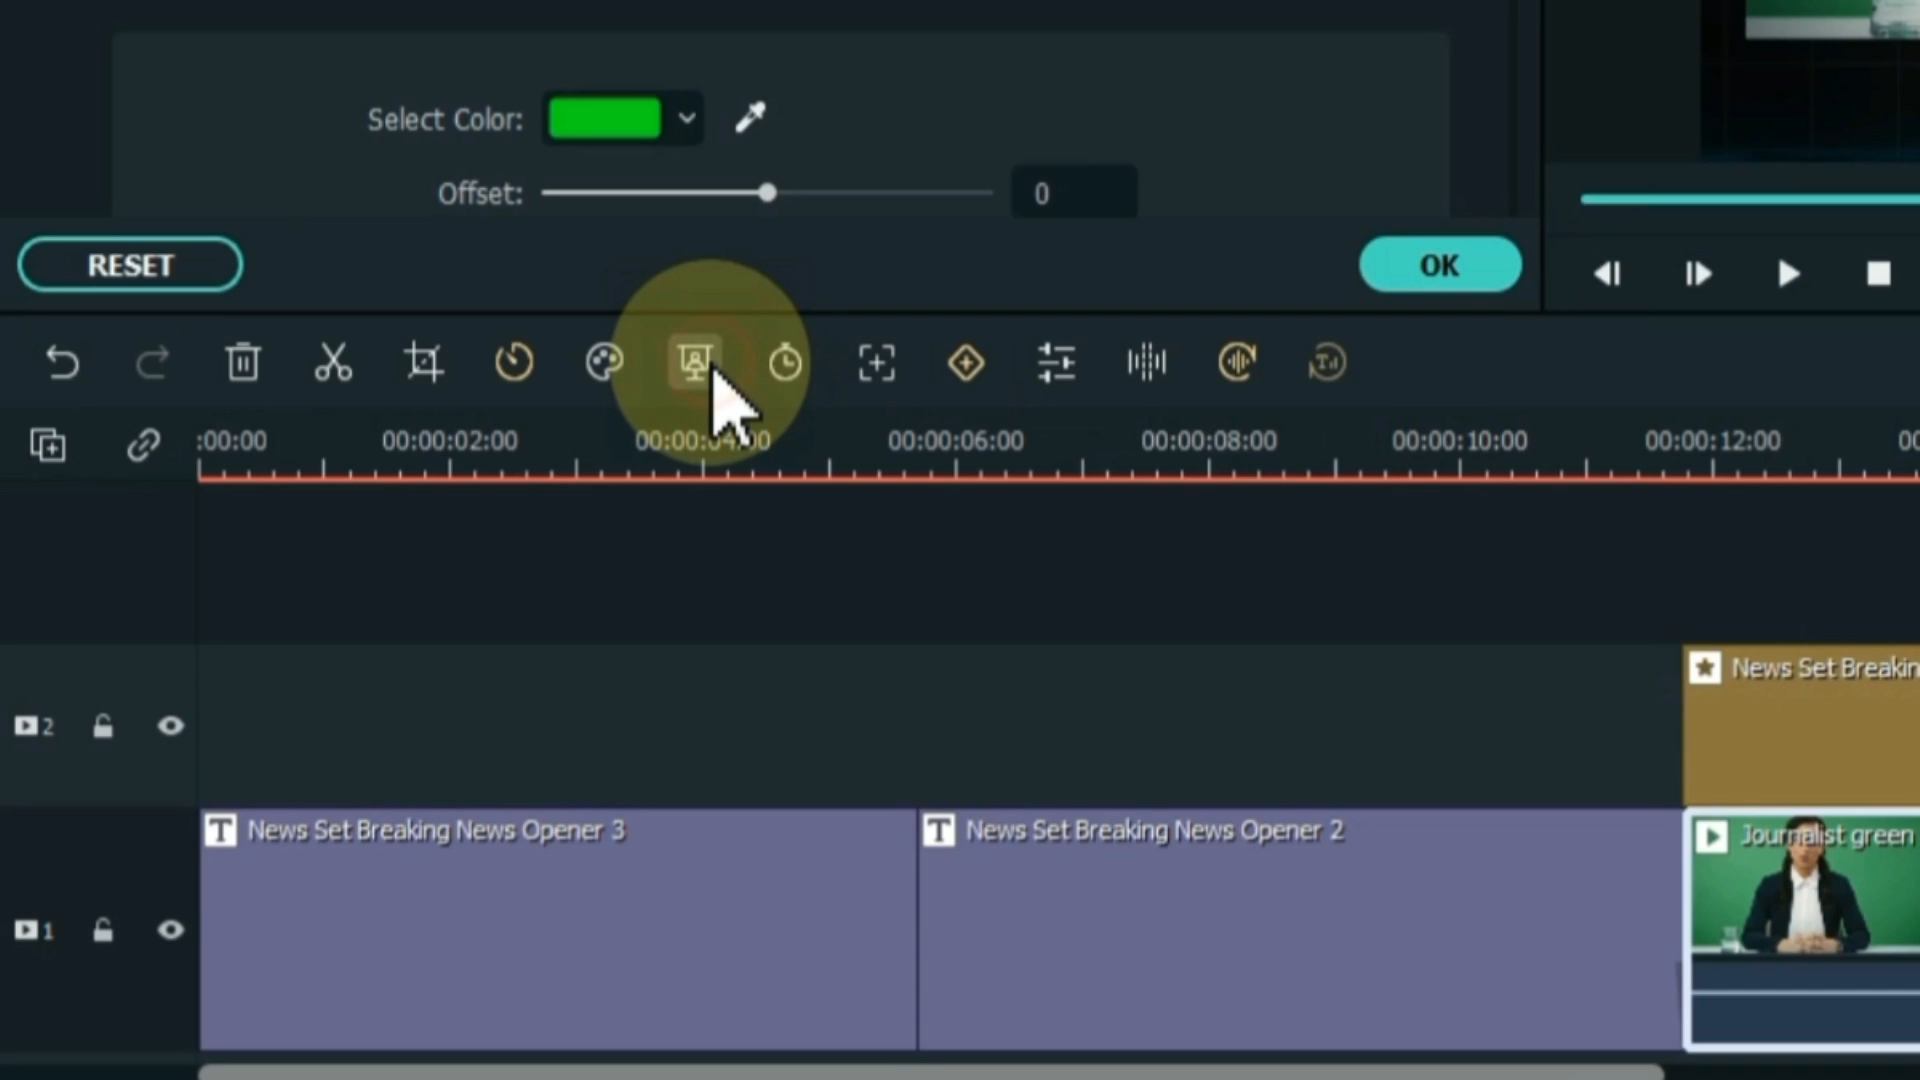 Select Color:
Offset: 0
RESET OK
:00:00 00:00:02:00 00:00:04:00 00:00:06:00 00:00:08:00 00:00:10:00 00:00:12:00 00
2 News Set Breakin
1 T News Set Breaking News Opener 3 T News Set Breaking News Opener 2 Journalist green